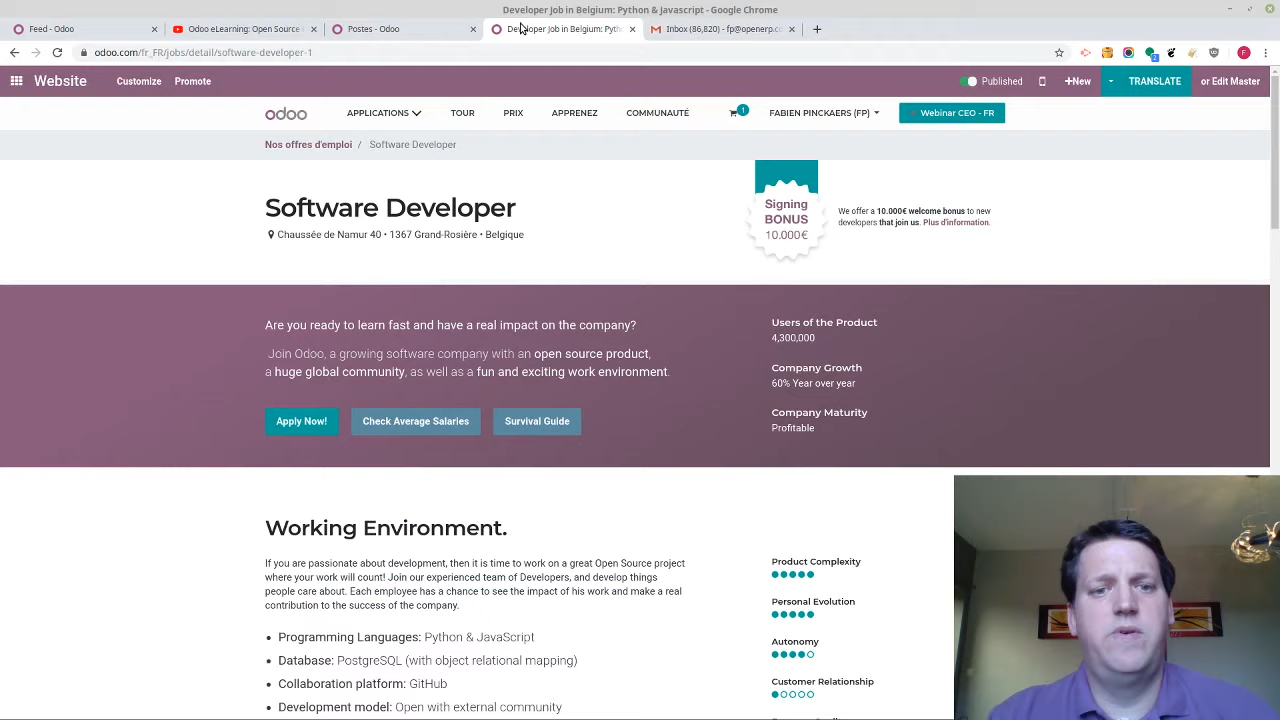 Developer Job in Belgium: Python & Javascript - Google Chrome
Feed - Odoo
Odoo eLearning: Open Source
Postes - Odoo
Developer Job in Belgium: Pyth
Inbox (86,820) - fp@openerp.co
odoo.com/fr_FR/jobs/detail/software-developer-1
Website
Customize
Promote
Published
+New
TRANSLATE
or Edit Master
odoo
APPLICATIONS
TOUR
PRIX
APPRENEZ
COMMUNAUTÉ
1
FABIEN PINCKAERS (FP)
Webinar CEO - FR
Nos offres d'emploi / Software Developer
Software Developer
Chaussée de Namur 40 • 1367 Grand-Rosière • Belgique
Signing
BONUS
10.000€
We offer a 10.000€ welcome bonus to new
developers that join us. Plus d'information.
Are you ready to learn fast and have a real impact on the company?
Join Odoo, a growing software company with an open source product,
a huge global community, as well as a fun and exciting work environment.
Apply Now!
Check Average Salaries
Survival Guide
Users of the Product
4,300,000
Company Growth
60% Year over year
Company Maturity
Profitable
Working Environment.
If you are passionate about development, then it is time to work on a great Open Source project
where your work will count! Join our experienced team of Developers, and develop things
people care about. Each employee has a chance to see the impact of his work and make a real
contribution to the success of the company.
Programming Languages: Python & JavaScript
Database: PostgreSQL (with object relational mapping)
Collaboration platform: GitHub
Development model: Open with external community
Product Complexity
Personal Evolution
Autonomy
Customer Relationship